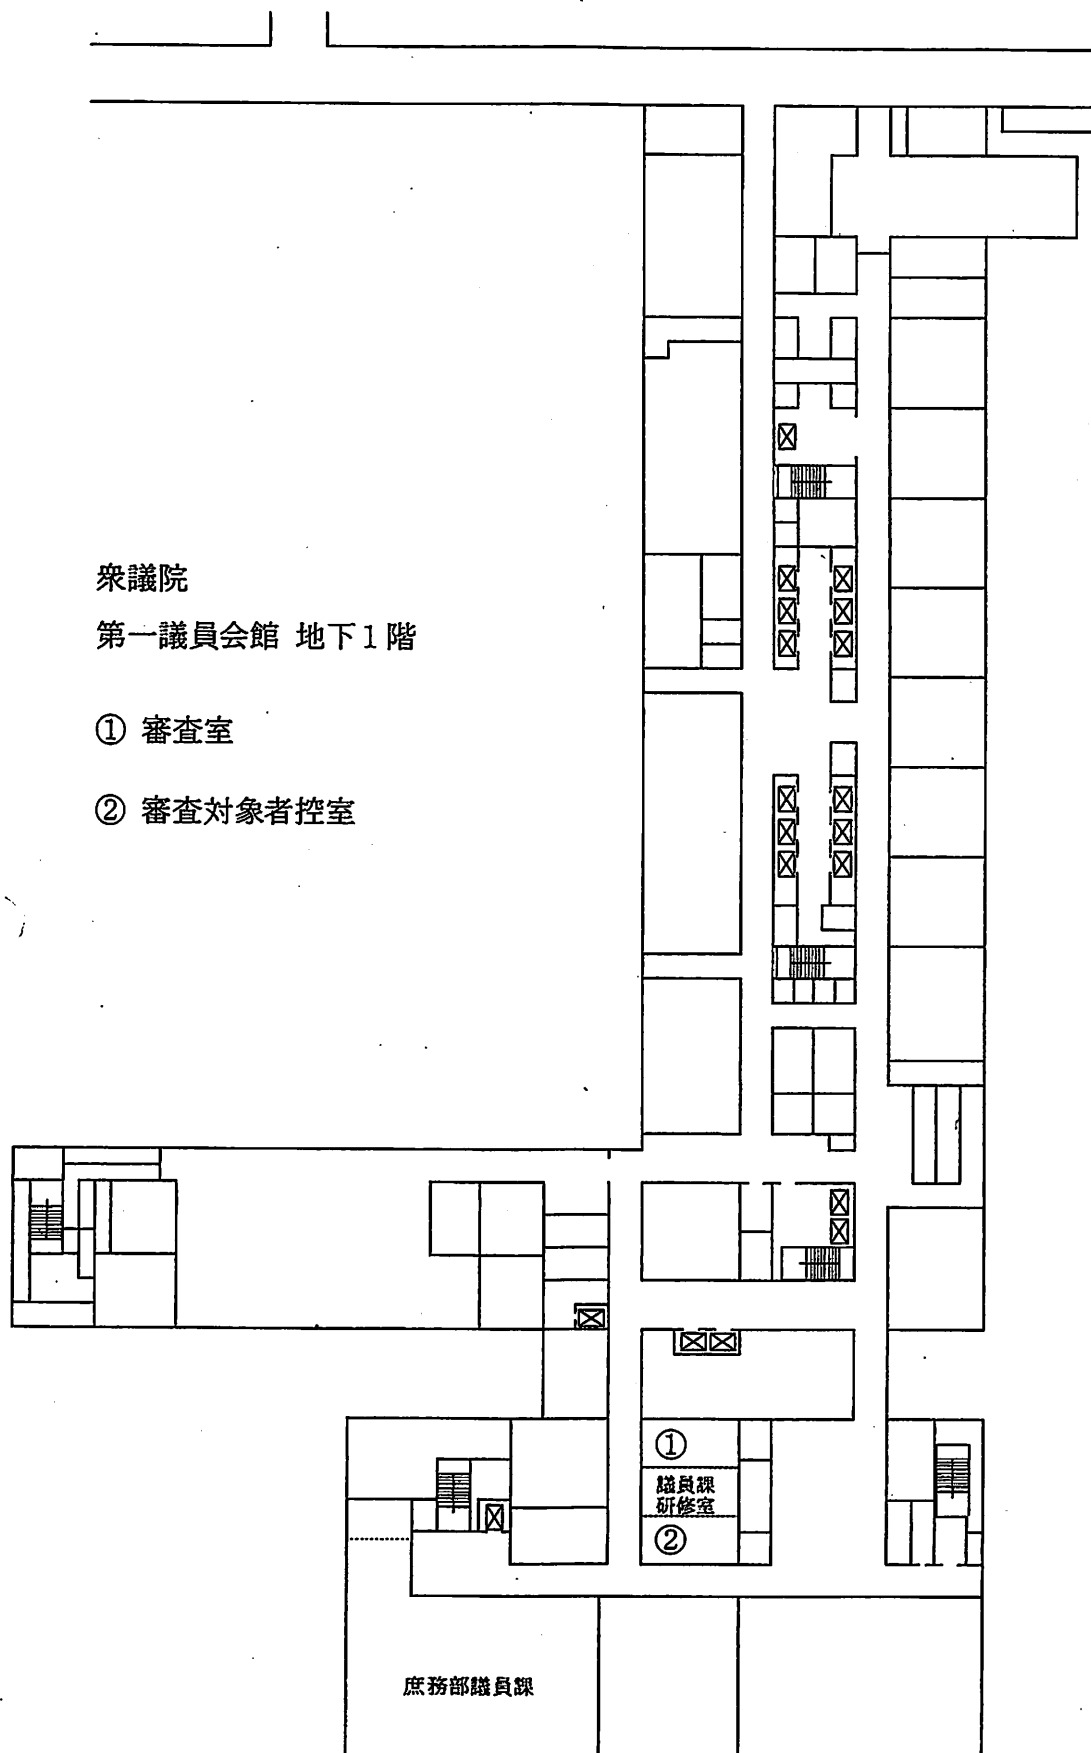 衆議院
第一議員会館 地下1階
① 審査室
② 審査対象者控室
①
議員課
研修室
②
庶務部議員課